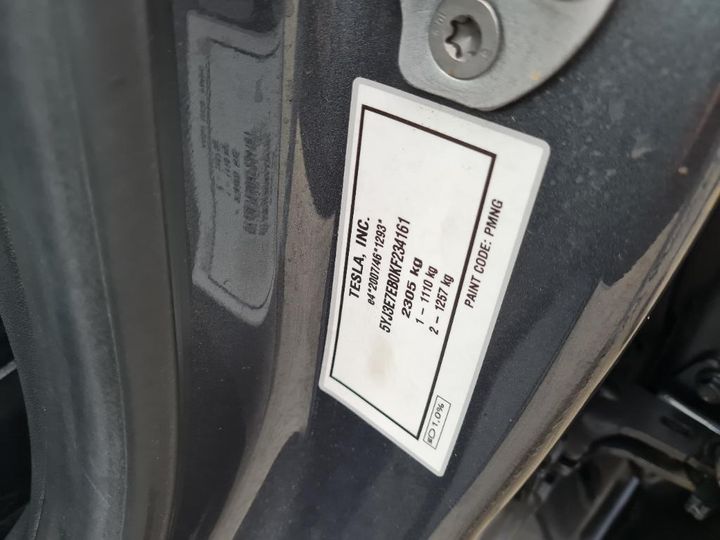 TESLA, INC.
e4*2007/46*1293*
5YJ3E7EB0KF234161
2305 kg
1 – 1110 kg
2 – 1257 kg
PAINT CODE: PMNG
1.0%